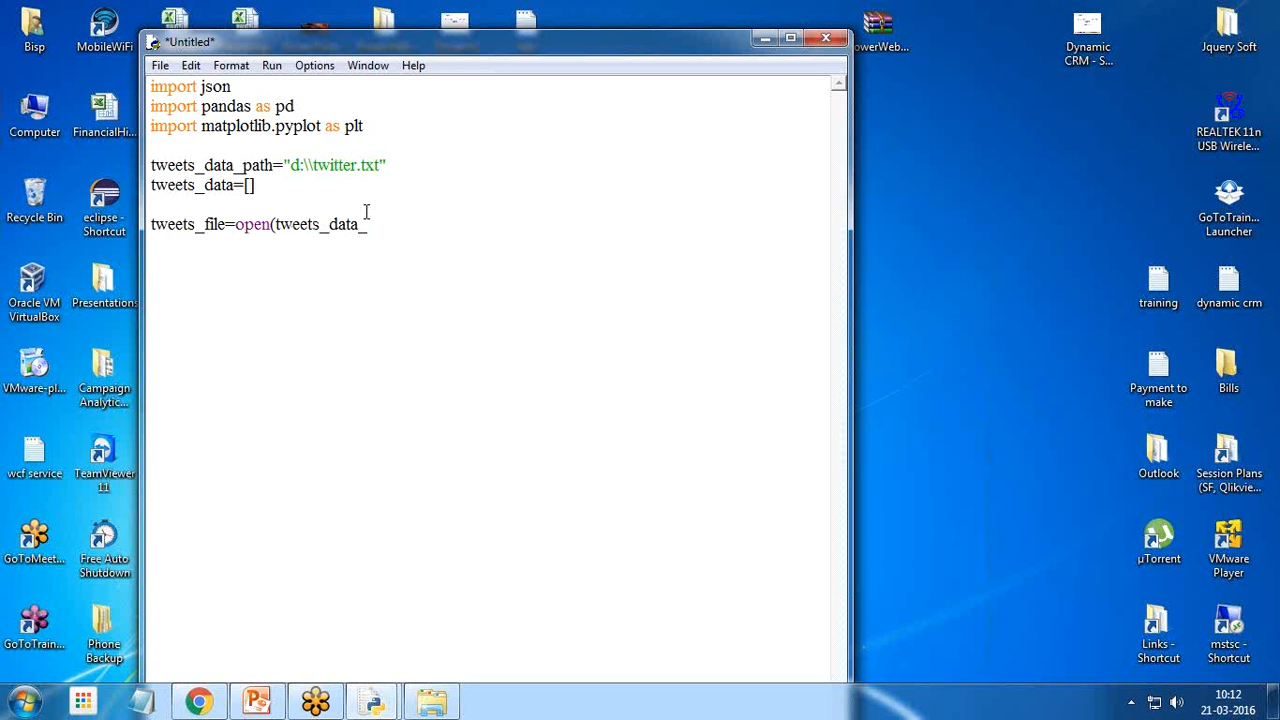 *Untitled*
File Edit Format Run Options Window Help
import json
import pandas as pd
import matplotlib.pyplot as plt
tweets_data_path="d:\\twitter.txt"
tweets_data=[]
tweets_file=open(tweets_data_
Bisp
MobileWiFi
Computer
FinancialHi...
Recycle Bin
eclipse - Shortcut
Oracle VM VirtualBox
Presentations
VMware-pl...
Campaign Analytic...
wcf service
TeamViewer 11
GoToMeet...
Free Auto Shutdown
GoToTrain...
Phone Backup
owerWeb...
Dynamic CRM - S...
Jquery Soft
REALTEK 11n USB Wirele...
GoToTrain... Launcher
training
dynamic crm
Payment to make
Bills
Outlook
Session Plans (SF, Qlikvie...
µTorrent
VMware Player
Links - Shortcut
mstsc - Shortcut
10:12
21-03-2016